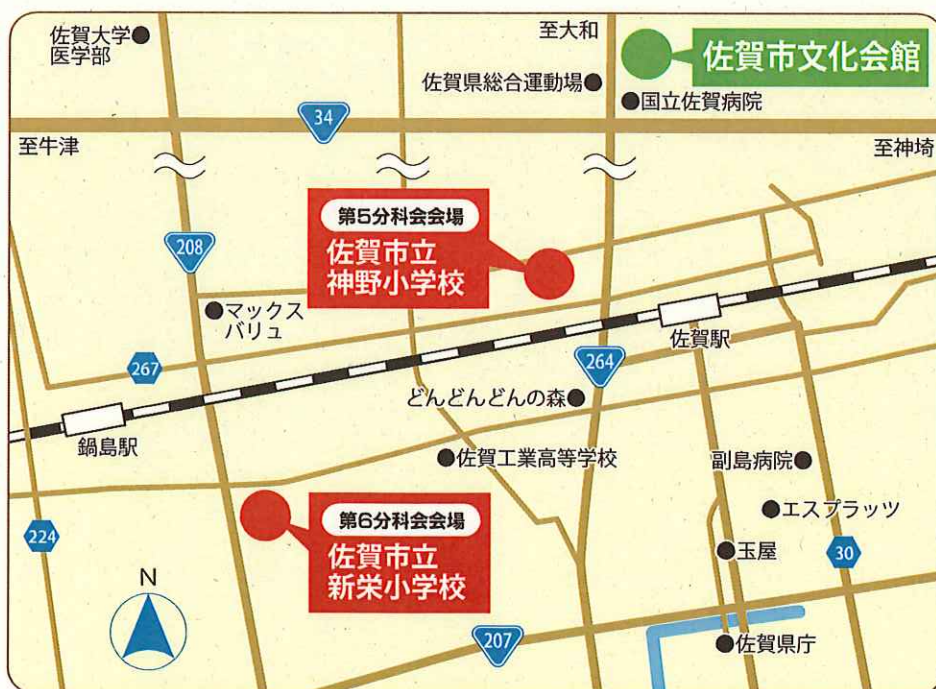 佐賀大学
医学部
至大和
佐賀市文化会館
佐賀県総合運動場
国立佐賀病院
34
至牛津
至神埼
第5分科会会場
佐賀市立
神野小学校
208
マックス
バリュ
佐賀駅
264
267
どんどんどんの森
鍋島駅
佐賀工業高等学校
副島病院
エスプラッツ
第6分科会会場
佐賀市立
新栄小学校
224
玉屋
30
N
207
佐賀県庁